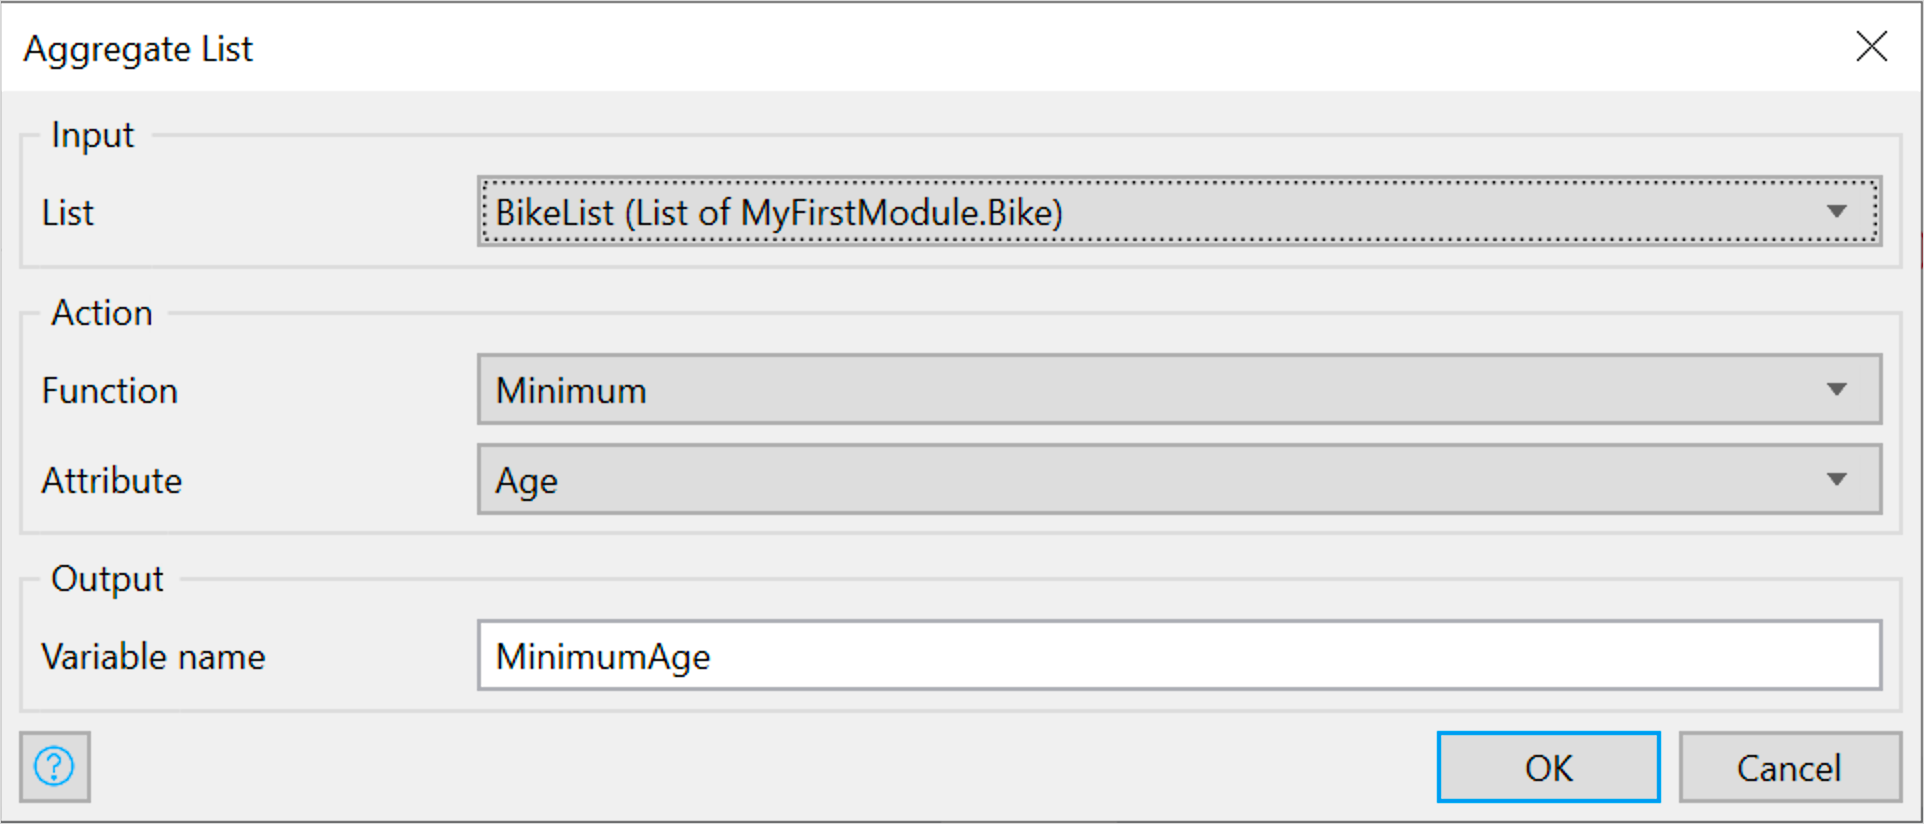 Aggregate List
Input
List
BikeList (List of MyFirstModule.Bike)
Action
Function
Minimum
Attribute
Age
Output
Variable name
MinimumAge
?
OK
Cancel